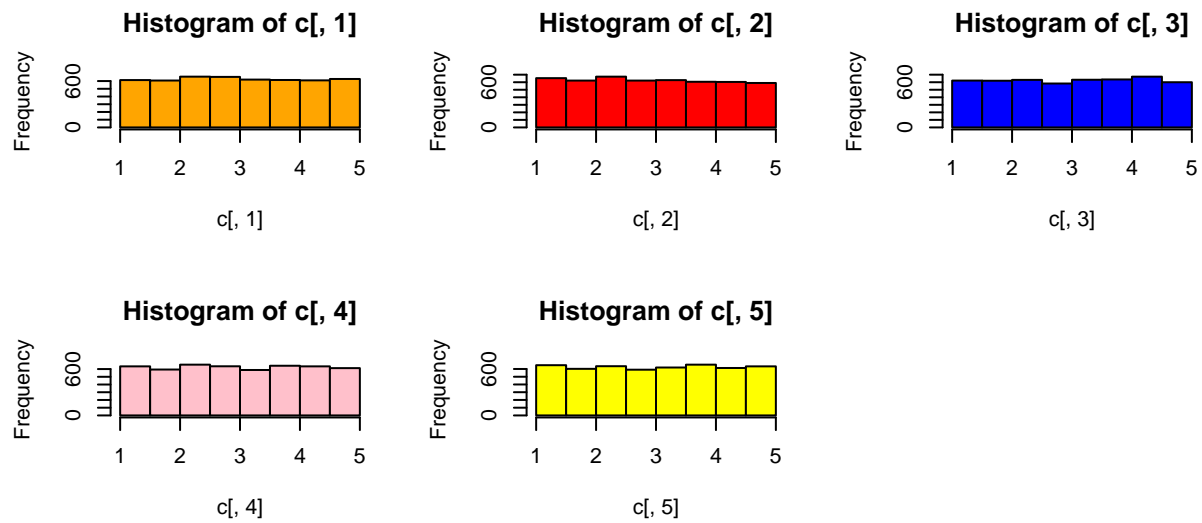 Histogram of c[, 1]
Frequency
0 600
1 2 3 4 5
c[, 1]
Histogram of c[, 2]
Frequency
0 600
1 2 3 4 5
c[, 2]
Histogram of c[, 3]
Frequency
0 600
1 2 3 4 5
c[, 3]
Histogram of c[, 4]
Frequency
0 600
1 2 3 4 5
c[, 4]
Histogram of c[, 5]
Frequency
0 600
1 2 3 4 5
c[, 5]